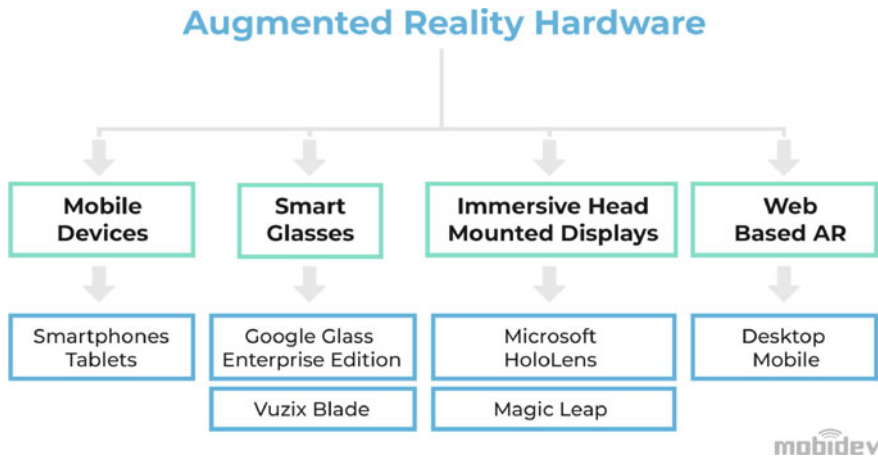 Augmented Reality Hardware
Mobile
Devices
Smart
Glasses
Immersive Head
Mounted Displays
Web
Based AR
Smartphones
Tablets
Google Glass
Enterprise Edition
Vuzix Blade
Microsoft
HoloLens
Magic Leap
Desktop
Mobile
mobidev